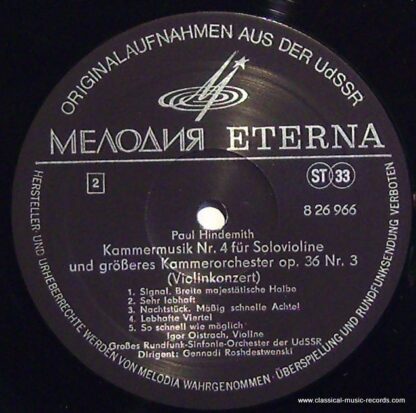 ORIGINALAUFNAHMEN AUS DER UdSSR
МЕЛОДИЯ ETERNA
2
ST 33
8 26 966
Paul Hindemith
Kammermusik Nr. 4 für Solovioline
und größeres Kammerorchester op. 36 Nr. 3
(Violinkonzert)
1. Signal. Breite majestätische Halbe
2. Sehr lebhaft
3. Nachtstück. Mäßig schnelle Achtel
4. Lebhafte Viertel
5. So schnell wie möglich
Igor Oistrach, Violine
Großes Rundfunk-Sinfonie-Orchester der UdSSR
Dirigent: Gennadi Roshdestwenski
HERSTELLER- UND URHEBERRECHTE WERDEN VON MELODIA WAHRGENOMMEN · ÜBERSPIELUNG UND RUNDFUNKSENDUNG VERBOTEN
www.classical-music-records.com